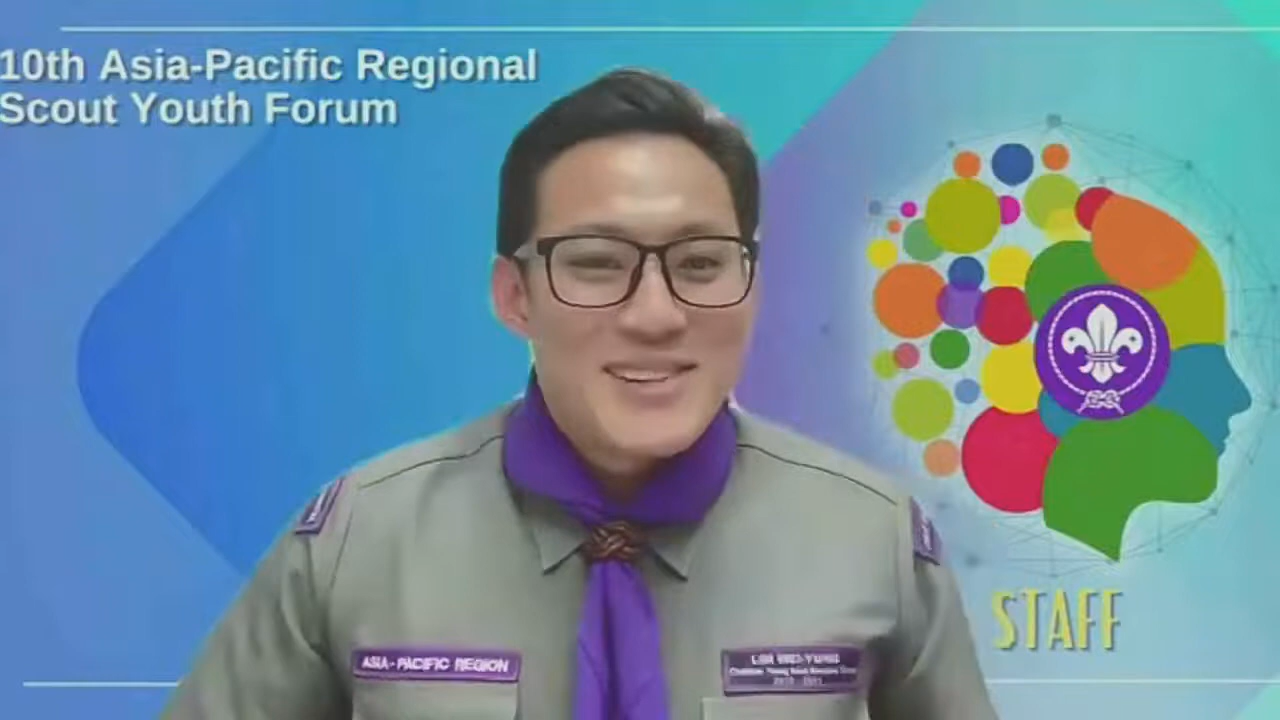 10th Asia-Pacific Regional
Scout Youth Forum
STAFF
ASIA - PACIFIC REGION